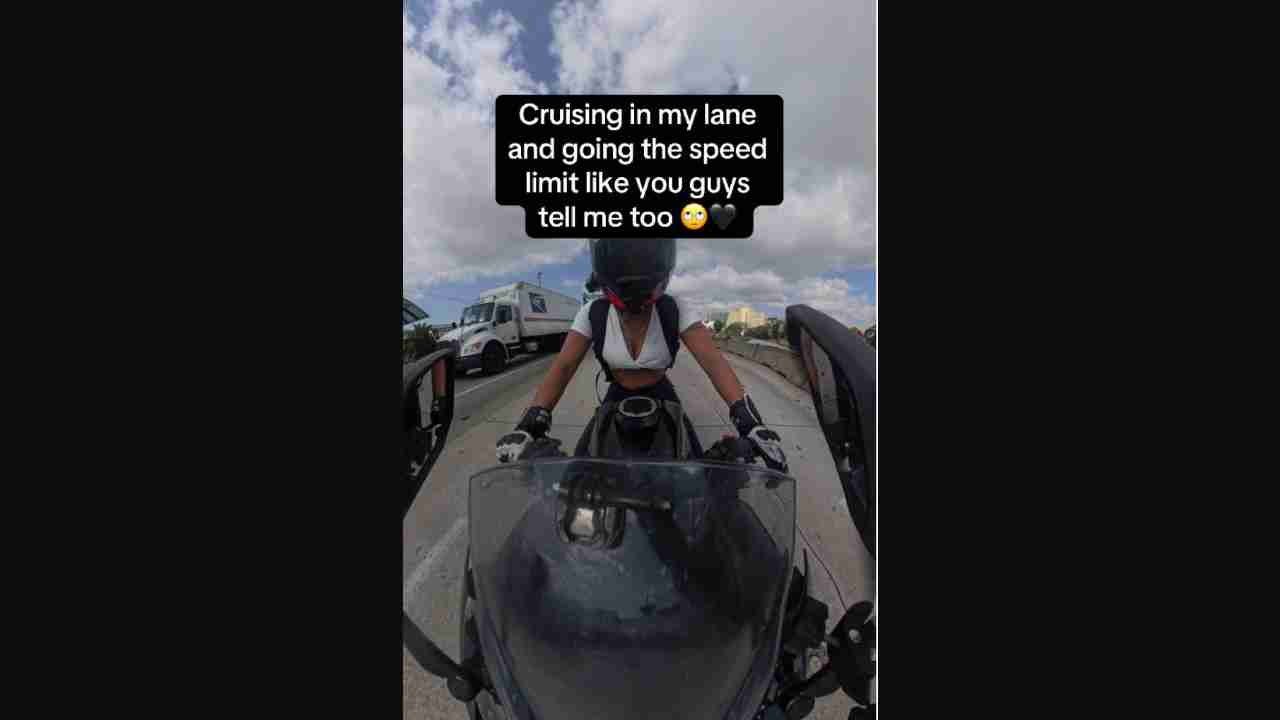 Cruising in my lane
and going the speed
limit like you guys
tell me too 🙄🖤